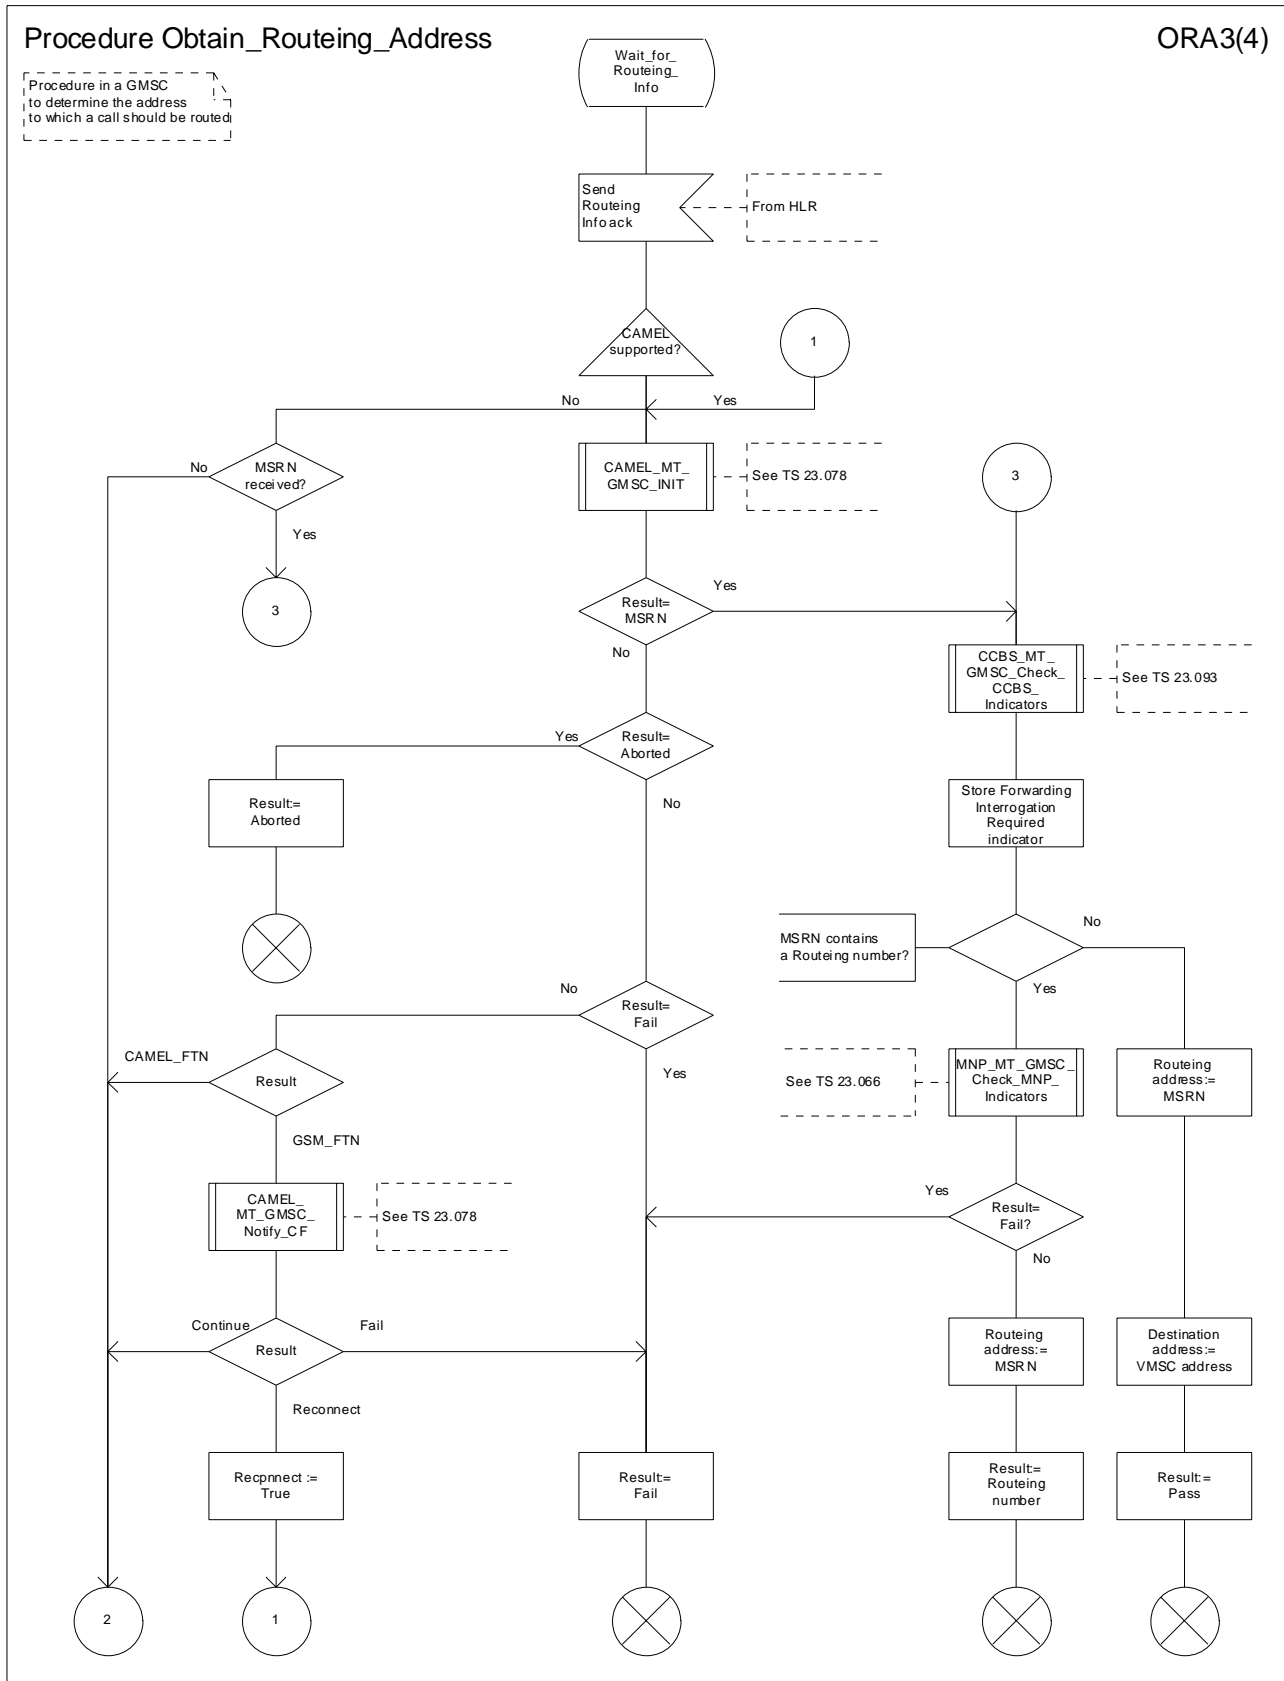 Procedure Obtain_Routeing_Address
ORA3(4)
Procedure in a GMSC
to determine the address
to which a call should be routed
Wait_for_
Routeing_
Info
Send
Routeing
Info ack
From HLR
CAMEL
supported?
1
No
Yes
No
MSRN
received?
Yes
3
CAMEL_MT_
GMSC_INIT
See TS 23.078
3
Result=
MSRN
Yes
No
CCBS_MT_
GMSC_Check_
CCBS_
Indicators
See TS 23.093
Yes
Result=
Aborted
No
Result:=
Aborted
Store Forwarding
Interrogation
Required
indicator
MSRN contains
a Routeing number?
No
Yes
No
Result=
Fail
Yes
CAMEL_FTN
Result
GSM_FTN
See TS 23.066
MNP_MT_GMSC_
Check_MNP_
Indicators
Routeing
address:=
MSRN
CAMEL_
MT_GMSC_
Notify_CF
See TS 23.078
Yes
Result=
Fail?
No
Continue
Result
Fail
Reconnect
Routeing
address:=
MSRN
Destination
address:=
VMSC address
Recpnnect :=
True
Result:=
Fail
Result:=
Routeing
number
Result:=
Pass
2
1